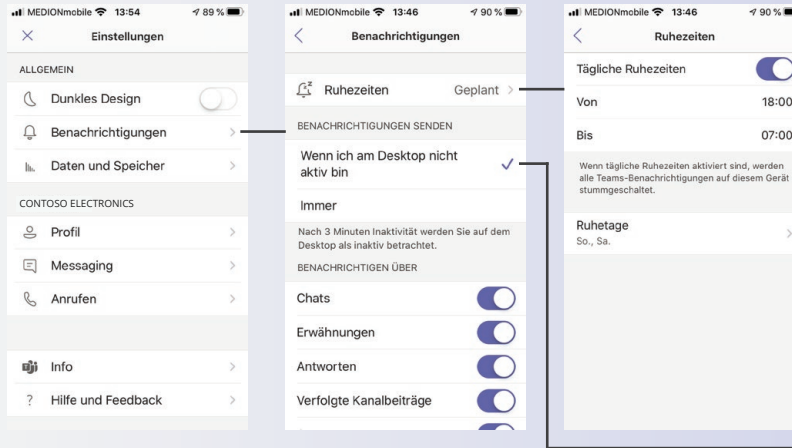 MEDIONmobile 13:54 89 %
Einstellungen
ALLGEMEIN
Dunkles Design
Benachrichtigungen
Daten und Speicher
CONTOSO ELECTRONICS
Profil
Messaging
Anrufen
Info
? Hilfe und Feedback
MEDIONmobile 13:46 90 %
Benachrichtigungen
Ruhezeiten Geplant
BENACHRICHTIGUNGEN SENDEN
Wenn ich am Desktop nicht
aktiv bin
Immer
Nach 3 Minuten Inaktivität werden Sie auf dem
Desktop als inaktiv betrachtet.
BENACHRICHTIGEN ÜBER
Chats
Erwähnungen
Antworten
Verfolgte Kanalbeiträge
MEDIONmobile 13:46 90 %
Ruhezeiten
Tägliche Ruhezeiten
Von 18:00
Bis 07:00
Wenn tägliche Ruhezeiten aktiviert sind, werden
alle Teams-Benachrichtigungen auf diesem Gerät
stummgeschaltet.
Ruhetage
So., Sa.